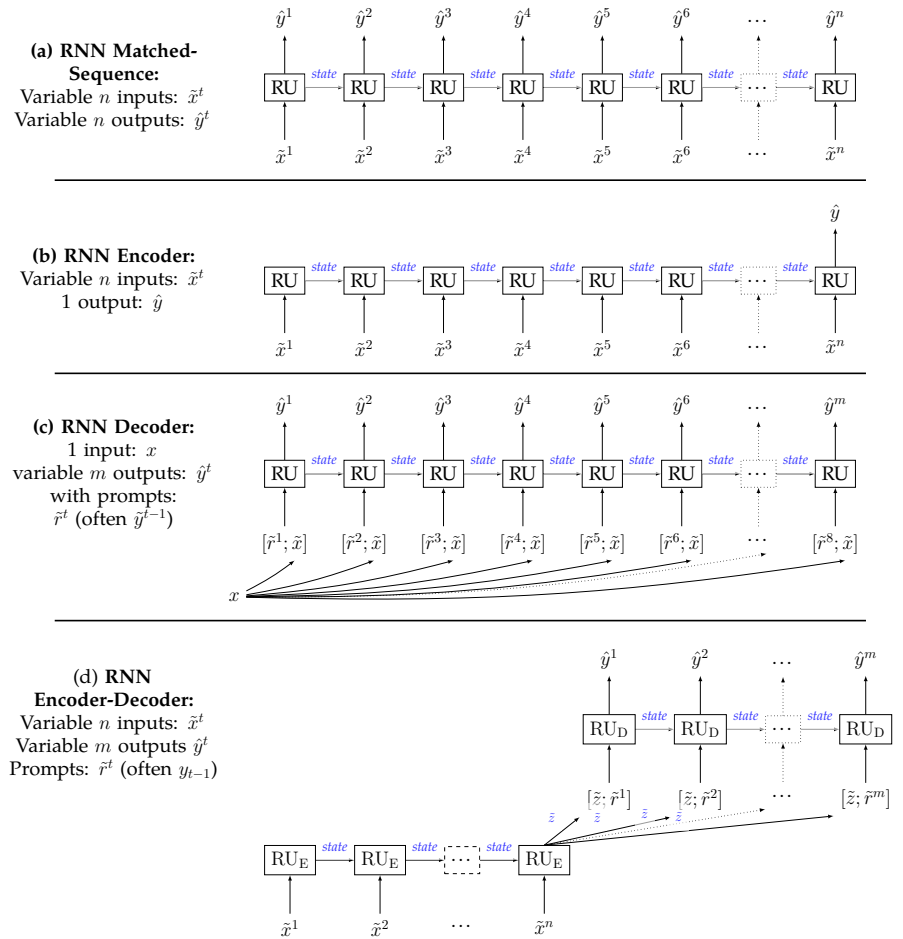 ŷ¹ ŷ² ŷ³ ŷ⁴ ŷ⁵ ŷ⁶ ⋯ ŷⁿ
(a) RNN Matched-
Sequence:
Variable n inputs: x̃ᵗ
Variable n outputs: ŷᵗ
state state state state state state state
RU RU RU RU RU RU ⋯ RU
x̃¹ x̃² x̃³ x̃⁴ x̃⁵ x̃⁶ ⋯ x̃ⁿ
ŷ
(b) RNN Encoder:
Variable n inputs: x̃ᵗ
1 output: ŷ
state state state state state state state
RU RU RU RU RU RU ⋯ RU
x̃¹ x̃² x̃³ x̃⁴ x̃⁵ x̃⁶ ⋯ x̃ⁿ
ŷ¹ ŷ² ŷ³ ŷ⁴ ŷ⁵ ŷ⁶ ⋯ ŷᵐ
(c) RNN Decoder:
1 input: x
variable m outputs: ŷᵗ
with prompts:
r̃ᵗ (often ỹᵗ⁻¹)
state state state state state state state
RU RU RU RU RU RU ⋯ RU
[r̃¹; x̃] [r̃²; x̃] [r̃³; x̃] [r̃⁴; x̃] [r̃⁵; x̃] [r̃⁶; x̃] ⋯ [r̃⁸; x̃]
x
(d) RNN
Encoder-Decoder:
Variable n inputs: x̃ᵗ
Variable m outputs ŷᵗ
Prompts: r̃ᵗ (often yₜ₋₁)
ŷ¹ ŷ² ⋯ ŷᵐ
state state state
RU_D RU_D ⋯ RU_D
[z̃; r̃¹] [z̃; r̃²] ⋯ [z̃; r̃ᵐ]
z̃ z̃ z̃ z̃
state state state
RU_E RU_E ⋯ RU_E
x̃¹ x̃² ⋯ x̃ⁿ